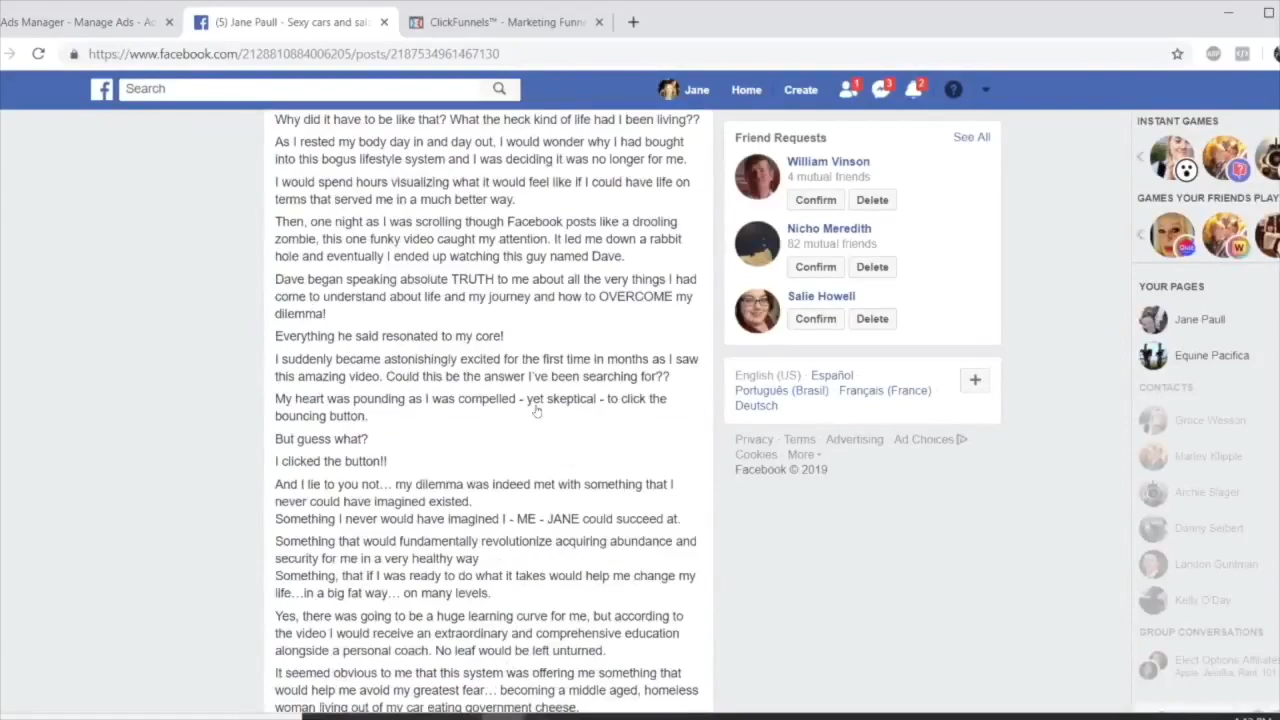 Ads Manager - Manage Ads - Ac
(5) Jane Paull - Sexy cars and sai
ClickFunnels™ - Marketing Funne
https://www.facebook.com/2128810884006205/posts/2187534961467130
Search
Jane
Home
Create
1
3
2
Why did it have to be like that? What the heck kind of life had I been living??
As I rested my body day in and day out, I would wonder why I had bought
into this bogus lifestyle system and I was deciding it was no longer for me.
I would spend hours visualizing what it would feel like if I could have life on
terms that served me in a much better way.
Then, one night as I was scrolling though Facebook posts like a drooling
zombie, this one funky video caught my attention. It led me down a rabbit
hole and eventually I ended up watching this guy named Dave.
Dave began speaking absolute TRUTH to me about all the very things I had
come to understand about life and my journey and how to OVERCOME my
dilemma!
Everything he said resonated to my core!
I suddenly became astonishingly excited for the first time in months as I saw
this amazing video. Could this be the answer I've been searching for??
My heart was pounding as I was compelled - yet skeptical - to click the
bouncing button.
But guess what?
I clicked the button!!
And I lie to you not… my dilemma was indeed met with something that I
never could have imagined existed.
Something I never would have imagined I - ME - JANE could succeed at.
Something that would fundamentally revolutionize acquiring abundance and
security for me in a very healthy way
Something, that if I was ready to do what it takes would help me change my
life…in a big fat way… on many levels.
Yes, there was going to be a huge learning curve for me, but according to
the video I would receive an extraordinary and comprehensive education
alongside a personal coach. No leaf would be left unturned.
It seemed obvious to me that this system was offering me something that
would help me avoid my greatest fear… becoming a middle aged, homeless
woman living out of my car eating government cheese.
Friend Requests
See All
William Vinson
4 mutual friends
Confirm Delete
Nicho Meredith
82 mutual friends
Confirm Delete
Salie Howell
Confirm Delete
English (US) · Español ·
Português (Brasil) · Français (France) ·
Deutsch
Privacy · Terms · Advertising · Ad Choices
Cookies · More
Facebook © 2019
INSTANT GAMES
GAMES YOUR FRIENDS PLAY
YOUR PAGES
Jane Paull
Equine Pacifica
CONTACTS
Grace Wesson
Marley Klipple
Archie Slager
Danny Seibert
Landon Guntman
Kelly O'Day
GROUP CONVERSATIONS
Elect Options Affiliate